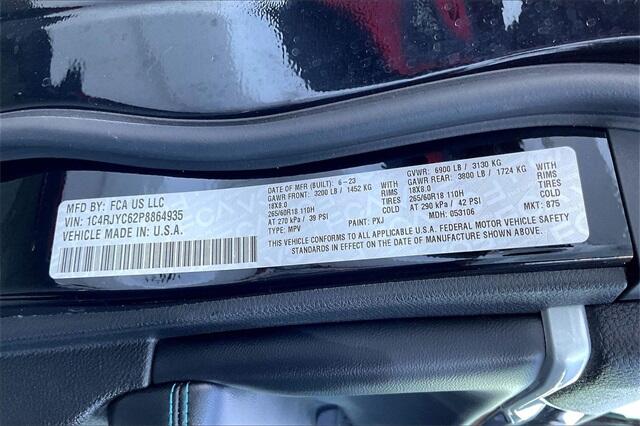 MFD BY: FCA US LLC
VIN: 1C4RJYC62P8864935
VEHICLE MADE IN: U.S.A.
DATE OF MFR (BUILT): 6-23
GAWR FRONT: 3200 LB / 1452 KG WITH
18X8.0 RIMS
265/60R18 110H TIRES
AT 270 kPa / 39 PSI COLD
TYPE: MPV PAINT: PXJ
GVWR: 6900 LB / 3130 KG
GAWR REAR: 3800 LB / 1724 KG WITH
18X8.0 RIMS
265/60R18 110H TIRES
AT 290 kPa / 42 PSI COLD
MDH: 053106 MKT: 875
THIS VEHICLE CONFORMS TO ALL APPLICABLE U.S.A. FEDERAL MOTOR VEHICLE SAFETY
STANDARDS IN EFFECT ON THE DATE OF MANUFACTURE SHOWN ABOVE.